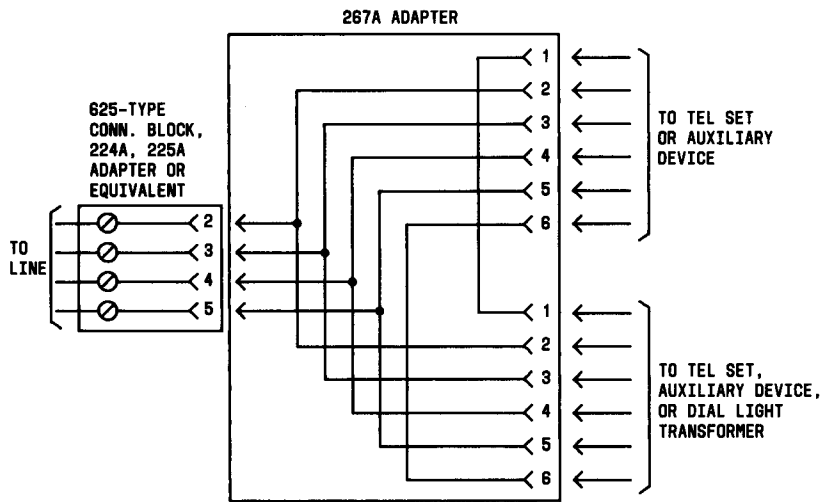 267A ADAPTER
1
2
3
4
5
6
TO TEL SET
OR AUXILIARY
DEVICE
625-TYPE
CONN. BLOCK,
224A, 225A
ADAPTER OR
EQUIVALENT
TO
LINE
2
3
4
5
1
2
3
4
5
6
TO TEL SET,
AUXILIARY DEVICE,
OR DIAL LIGHT
TRANSFORMER